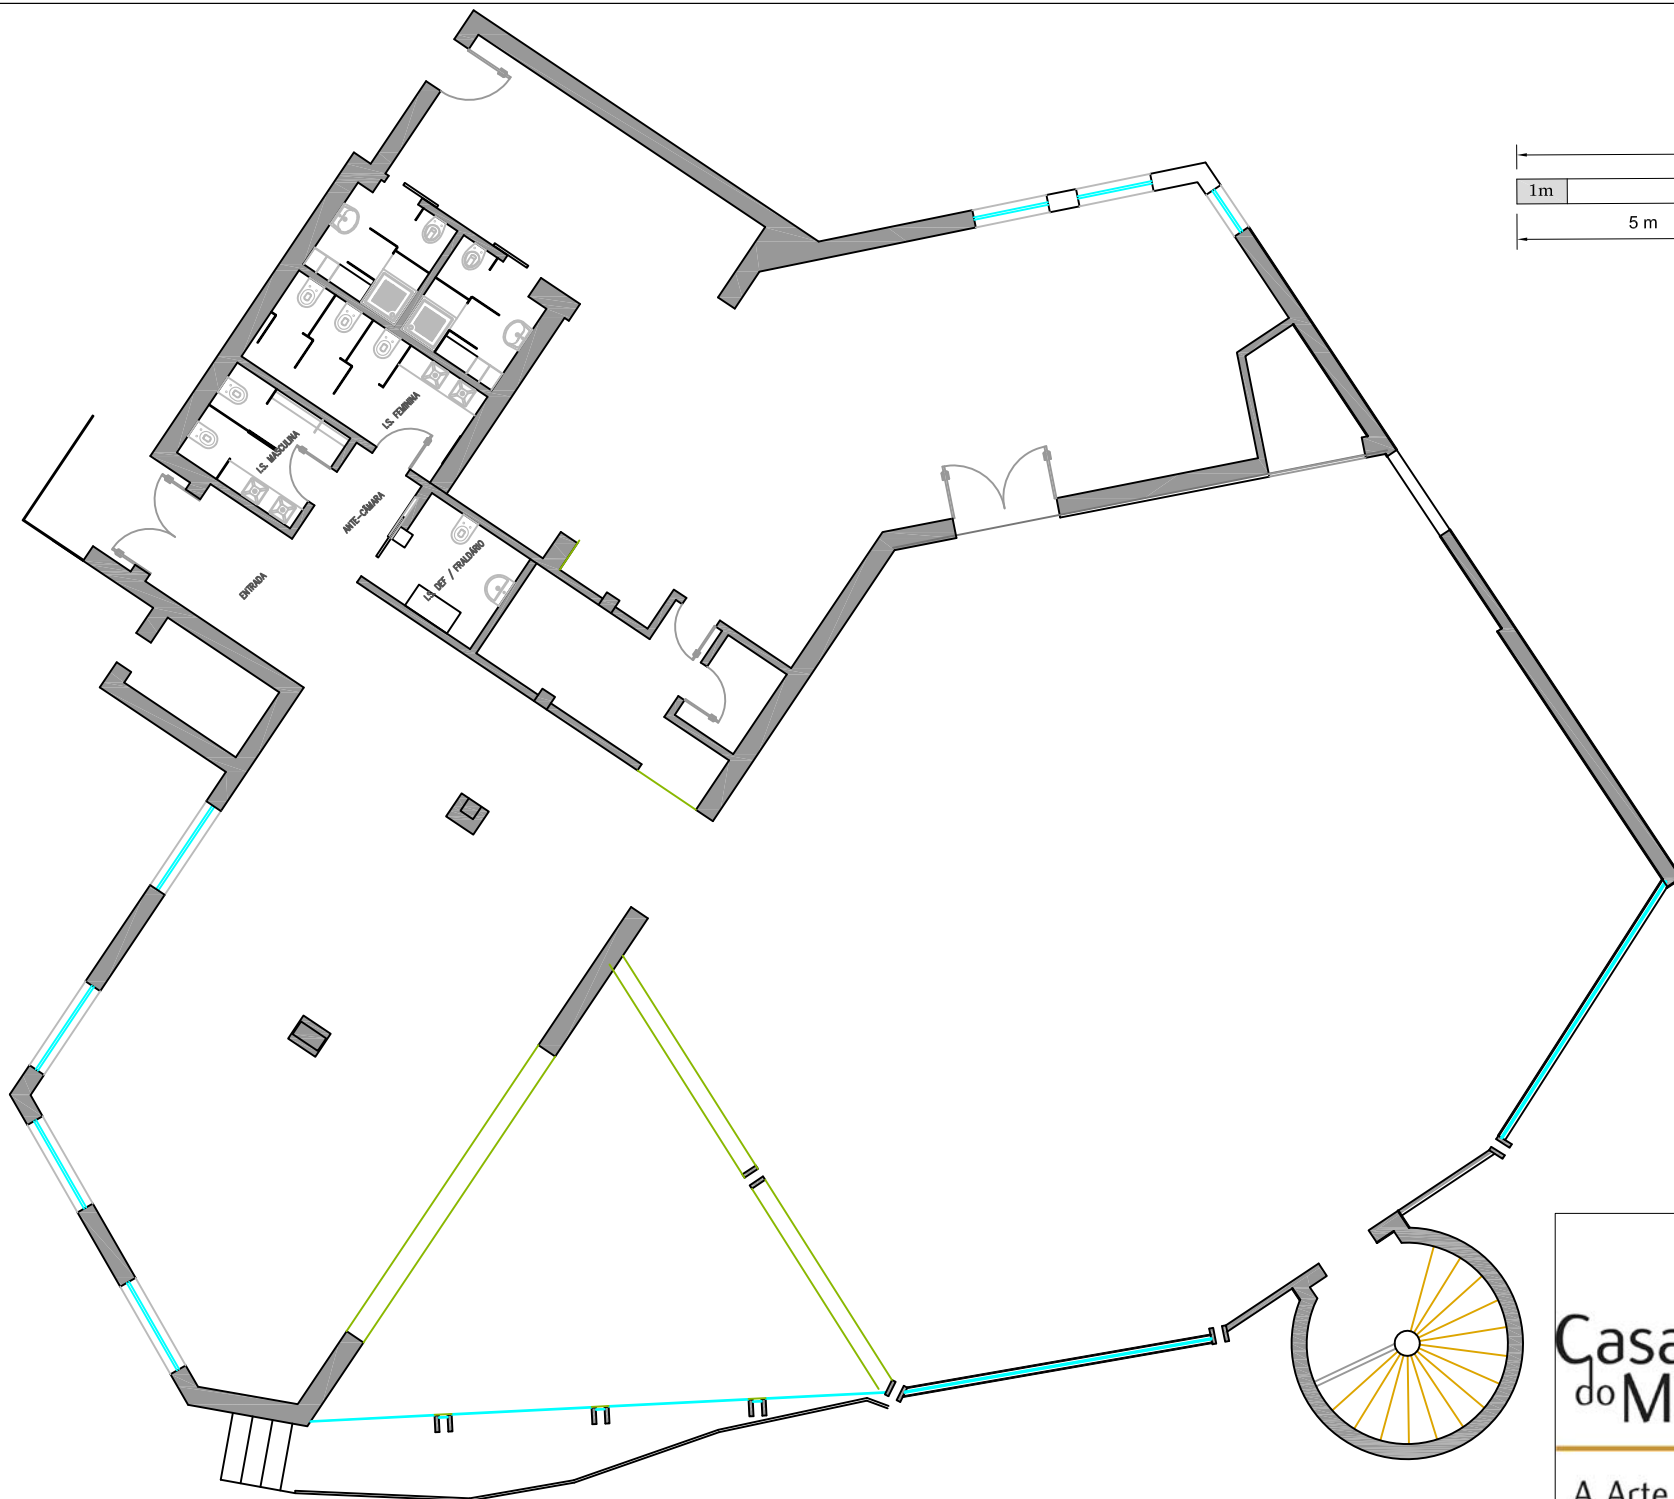 1m
5 m
I.S. FEMININA
I.S. MASCULINA
ANTE-CÂMARA
I.S. DEF / FRALDÁRIO
ENTRADA
Casa
do M
A Arte